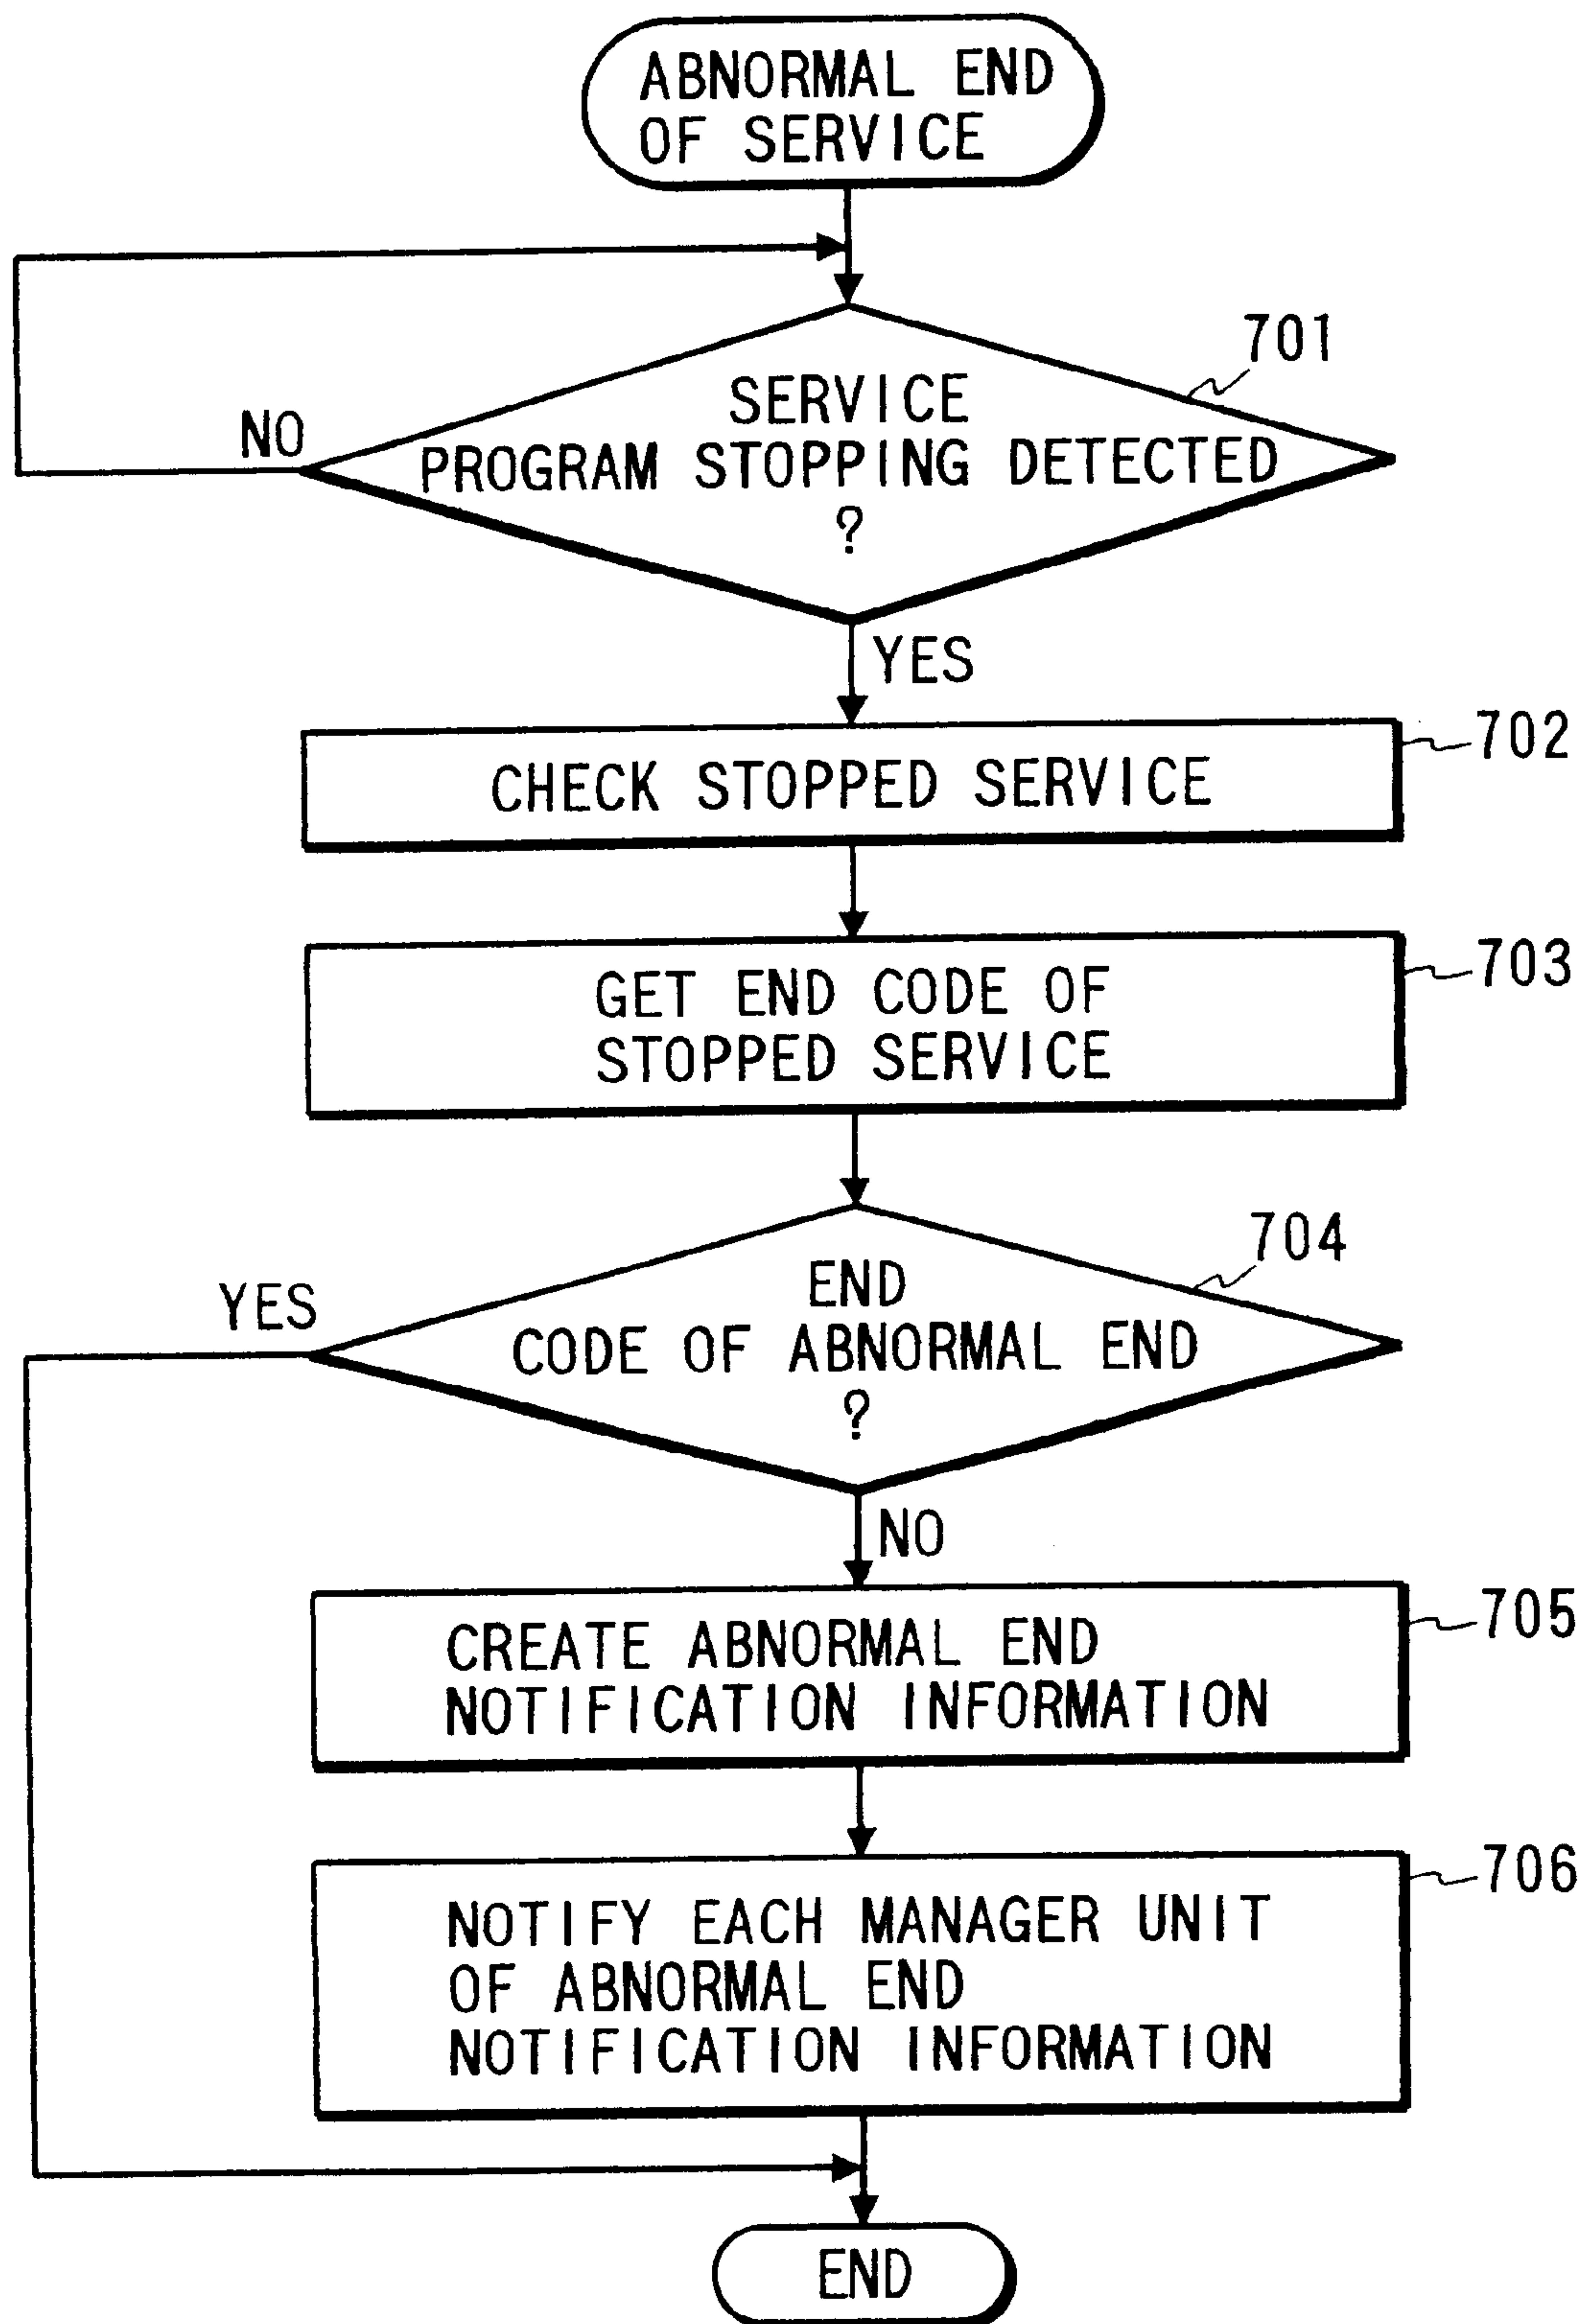 ABNORMAL END
OF SERVICE
701
SERVICE
NO
PROGRAM STOPPING DETECTED
?
YES
702
CHECK STOPPED SERVICE
703
GET END CODE OF
STOPPED SERVICE
704
END
YES
CODE OF ABNORMAL END
?
NO
705
CREATE ABNORMAL END
NOTIFICATION INFORMATION
706
NOTIFY EACH MANAGER UNIT
OF ABNORMAL END
NOTIFICATION INFORMATION
END